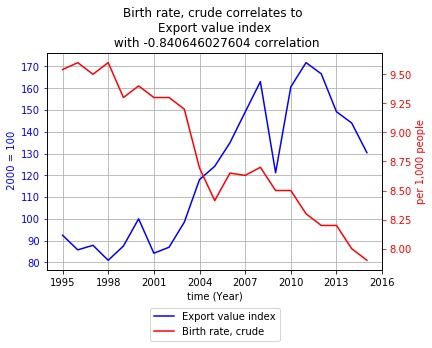 Birth rate, crude correlates to
Export value index
with -0.840646027604 correlation
170
160
150
140
130
120
110
100
90
80
2000 = 100
9.50
9.25
9.00
8.75
8.50
8.25
8.00
per 1,000 people
1995 1998 2001 2004 2007 2010 2013 2016
time (Year)
Export value index
Birth rate, crude